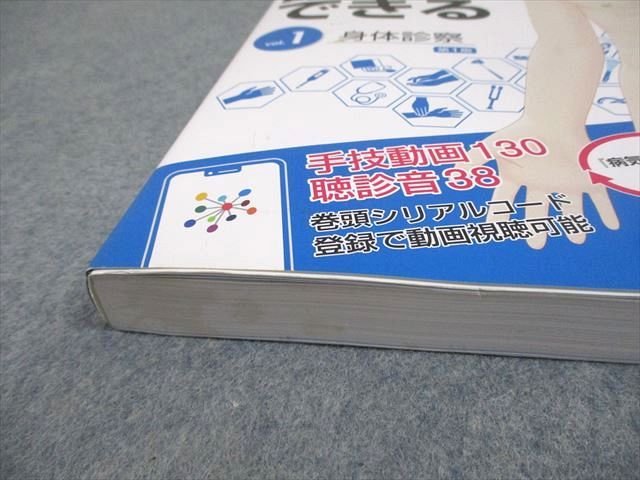 できる
vol.1 身体診察
第1版
手技動画130
聴診音38
巻頭シリアルコード
登録で動画視聴可能
『病気